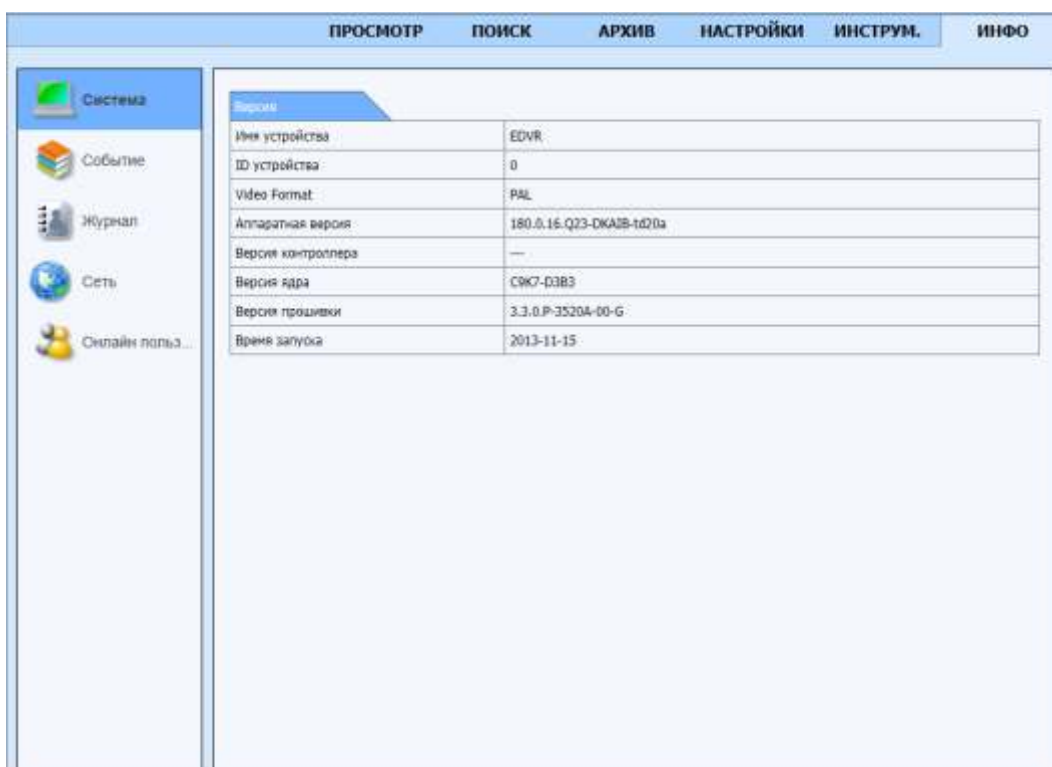 ПРОСМОТР ПОИСК АРХИВ НАСТРОЙКИ ИНСТРУМ. ИНФО
Система
Событие
Журнал
Сеть
Онлайн польз...
Версия
Имя устройства EDVR
ID устройства 0
Video Format PAL
Аппаратная версия 180.0.16.Q23-DKAIB-td20a
Версия контроллера ---
Версия ядра C9K7-D3B3
Версия прошивки 3.3.0.P-3520A-00-G
Время запуска 2013-11-15